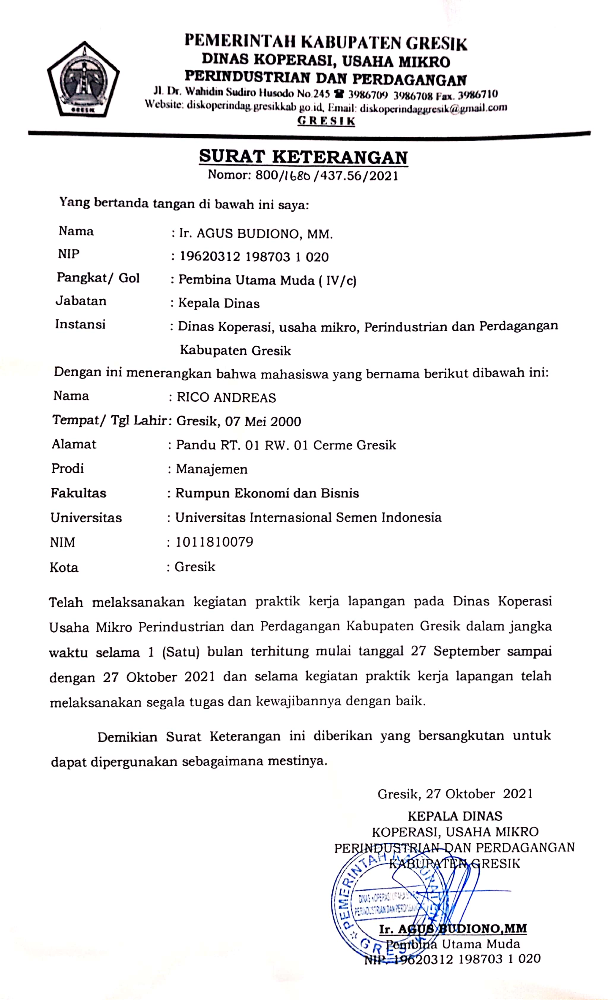 PEMERINTAH KABUPATEN GRESIK
DINAS KOPERASI, USAHA MIKRO
PERINDUSTRIAN DAN PERDAGANGAN
Jl. Dr. Wahidin Sudiro Husodo No.245 ☎ 3986709 3986708 Fax. 3986710
Website: diskoperindag.gresikkab go.id, Email: diskoperindaggresik@gmail.com
GRESIK
GRESIK
SURAT KETERANGAN
Nomor: 800/1680/437.56/2021
Yang bertanda tangan di bawah ini saya:
Nama : Ir. AGUS BUDIONO, MM.
NIP : 19620312 198703 1 020
Pangkat/ Gol : Pembina Utama Muda ( IV/c)
Jabatan : Kepala Dinas
Instansi : Dinas Koperasi, usaha mikro, Perindustrian dan Perdagangan
Kabupaten Gresik
Dengan ini menerangkan bahwa mahasiswa yang bernama berikut dibawah ini:
Nama : RICO ANDREAS
Tempat/ Tgl Lahir: Gresik, 07 Mei 2000
Alamat : Pandu RT. 01 RW. 01 Cerme Gresik
Prodi : Manajemen
Fakultas : Rumpun Ekonomi dan Bisnis
Universitas : Universitas Internasional Semen Indonesia
NIM : 1011810079
Kota : Gresik
Telah melaksanakan kegiatan praktik kerja lapangan pada Dinas Koperasi
Usaha Mikro Perindustrian dan Perdagangan Kabupaten Gresik dalam jangka
waktu selama 1 (Satu) bulan terhitung mulai tanggal 27 September sampai
dengan 27 Oktober 2021 dan selama kegiatan praktik kerja lapangan telah
melaksanakan segala tugas dan kewajibannya dengan baik.
Demikian Surat Keterangan ini diberikan yang bersangkutan untuk
dapat dipergunakan sebagaimana mestinya.
Gresik, 27 Oktober 2021
KEPALA DINAS
KOPERASI, USAHA MIKRO
PERINDUSTRIAN DAN PERDAGANGAN
KABUPATEN GRESIK
PEMERINTAH KABUPATEN
DINAS KOPERASI USAHA
PERINDUSTRIAN DAN PERDAGANGAN
GRESIK
Ir. AGUS BUDIONO,MM
Pembina Utama Muda
NIP. 19620312 198703 1 020